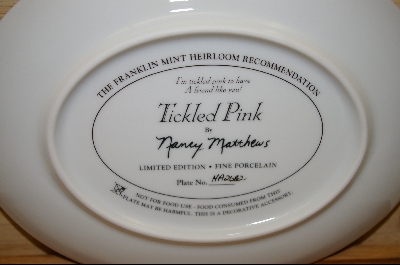 THE FRANKLIN MINT HEIRLOOM RECOMMENDATION
I'm tickled pink to have
A friend like you!
Tickled Pink
By
Nancy Matthews
LIMITED EDITION • FINE PORCELAIN
Plate No.
NOT FOR FOOD USE - FOOD CONSUMED FROM THIS
PLATE MAY BE HARMFUL. THIS IS A DECORATIVE ACCESSORY.